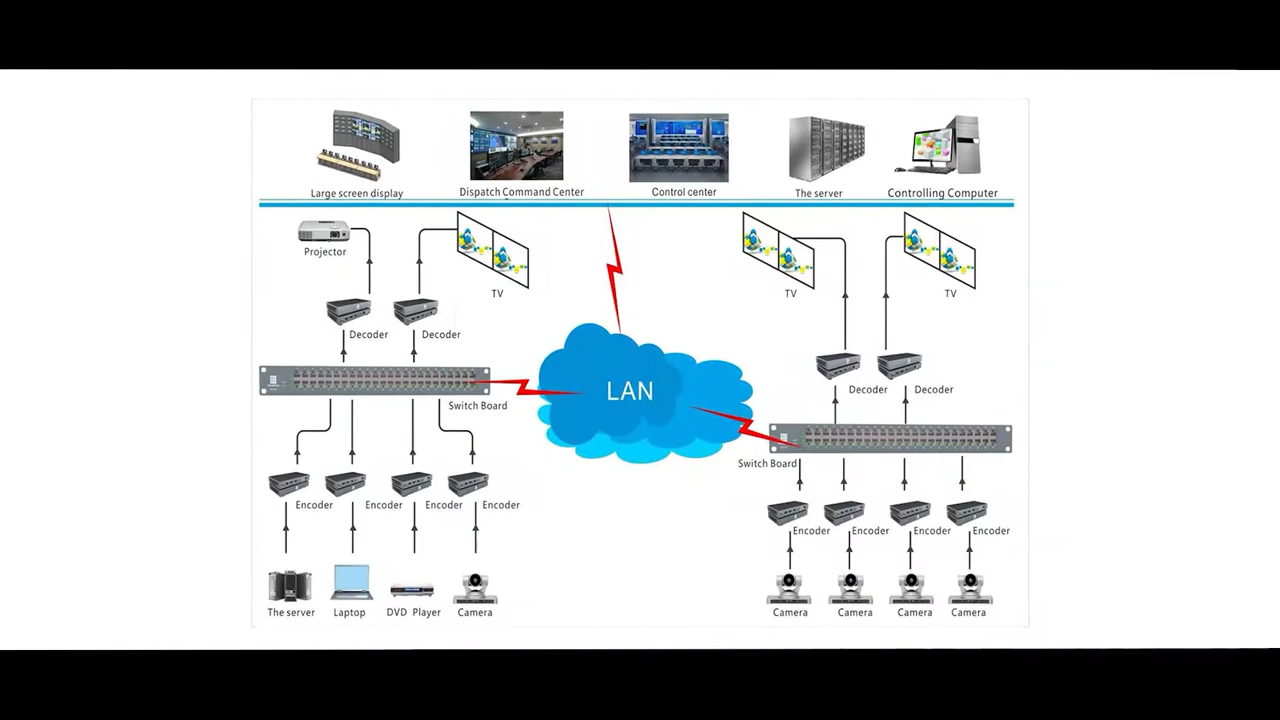 Large screen display
Dispatch Command Center
Control center
The server
Controlling Computer
Projector
TV
TV
TV
Decoder
Decoder
Decoder
Decoder
LAN
Switch Board
Switch Board
Encoder
Encoder
Encoder
Encoder
Encoder
Encoder
Encoder
Encoder
The server
Laptop
DVD Player
Camera
Camera
Camera
Camera
Camera